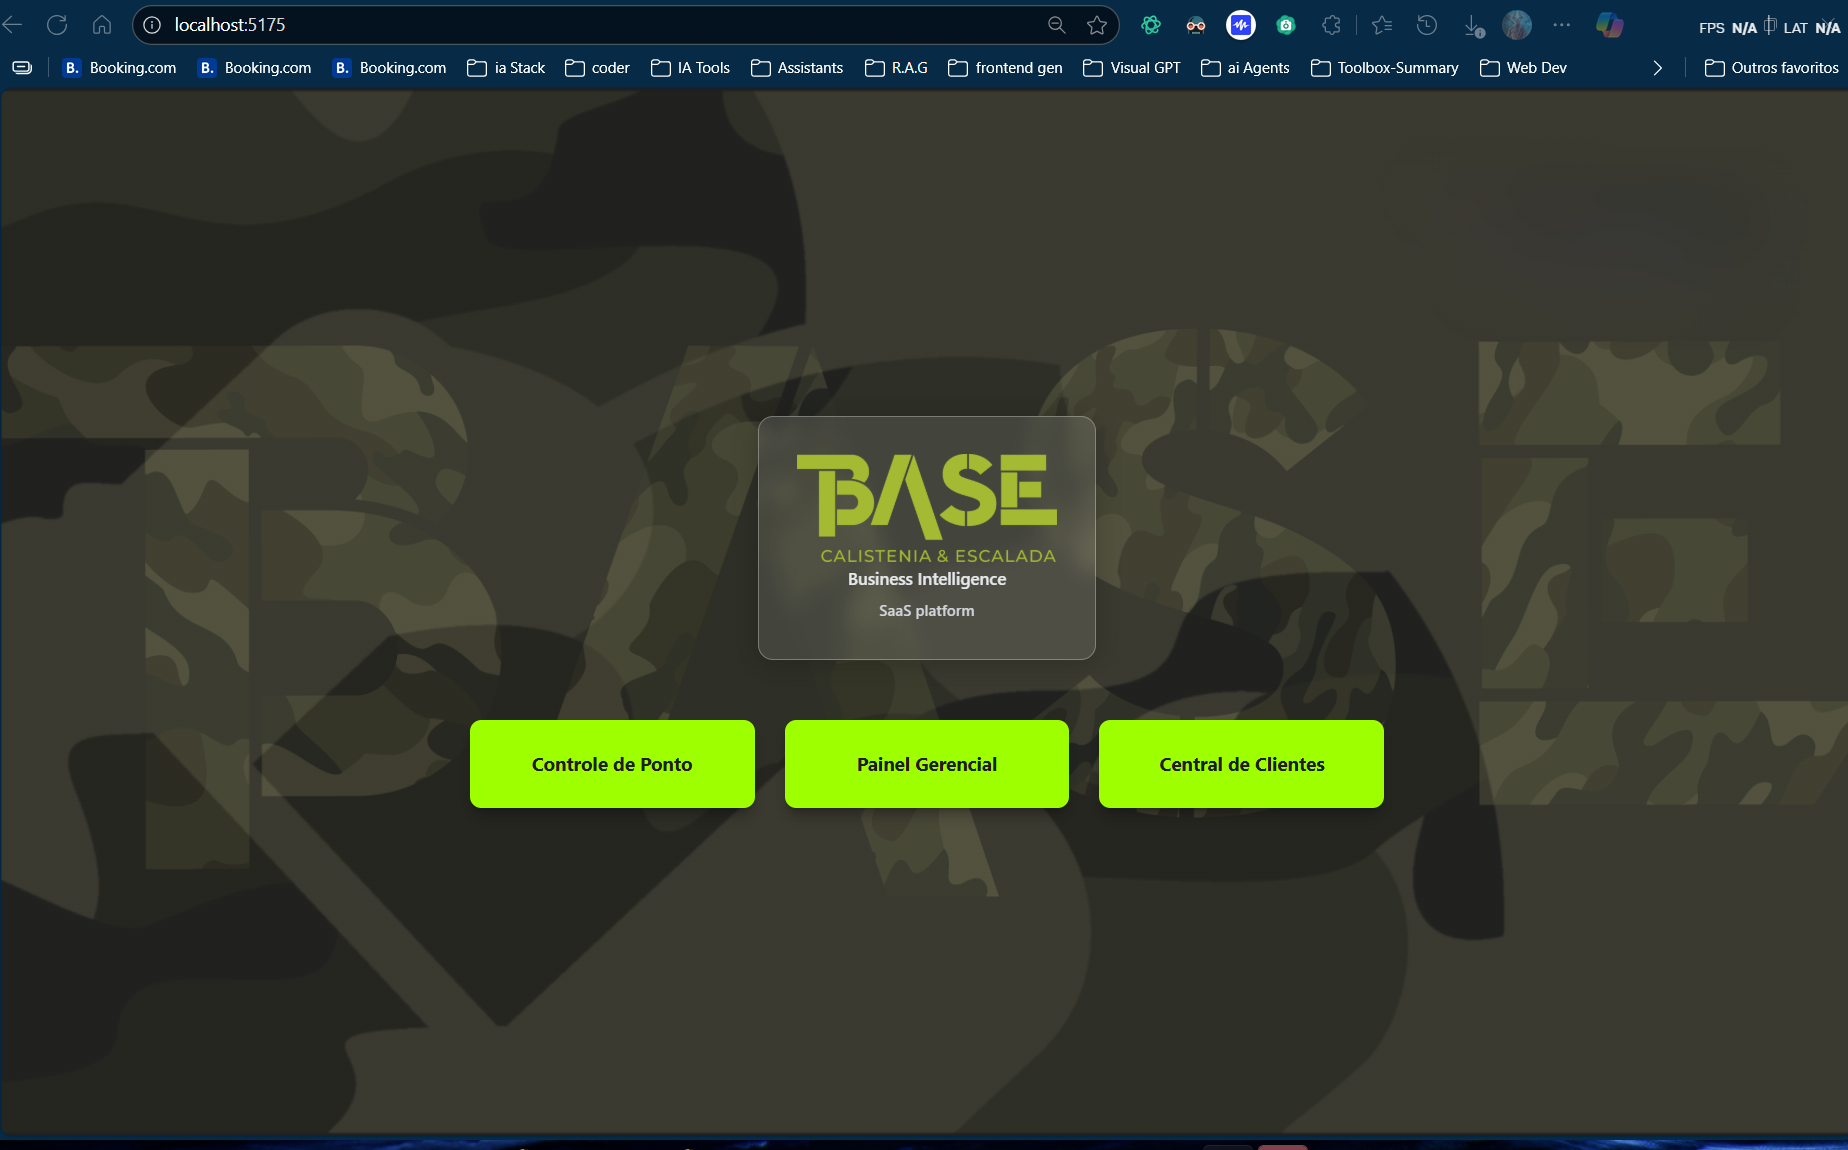 localhost:5175
FPS N/A LAT N/A
B. Booking.com B. Booking.com B. Booking.com ia Stack coder IA Tools Assistants R.A.G frontend gen Visual GPT ai Agents Toolbox-Summary Web Dev Outros favoritos
BASE
BASE
CALISTENIA & ESCALADA
Business Intelligence
SaaS platform
Controle de Ponto
Painel Gerencial
Central de Clientes